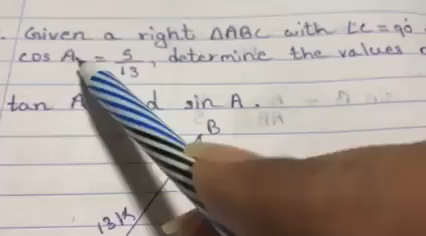 . Given a right ΔABC with ∠C = 90°
cos A = 5/13, determine the values
tan A d sin A.
B
13k